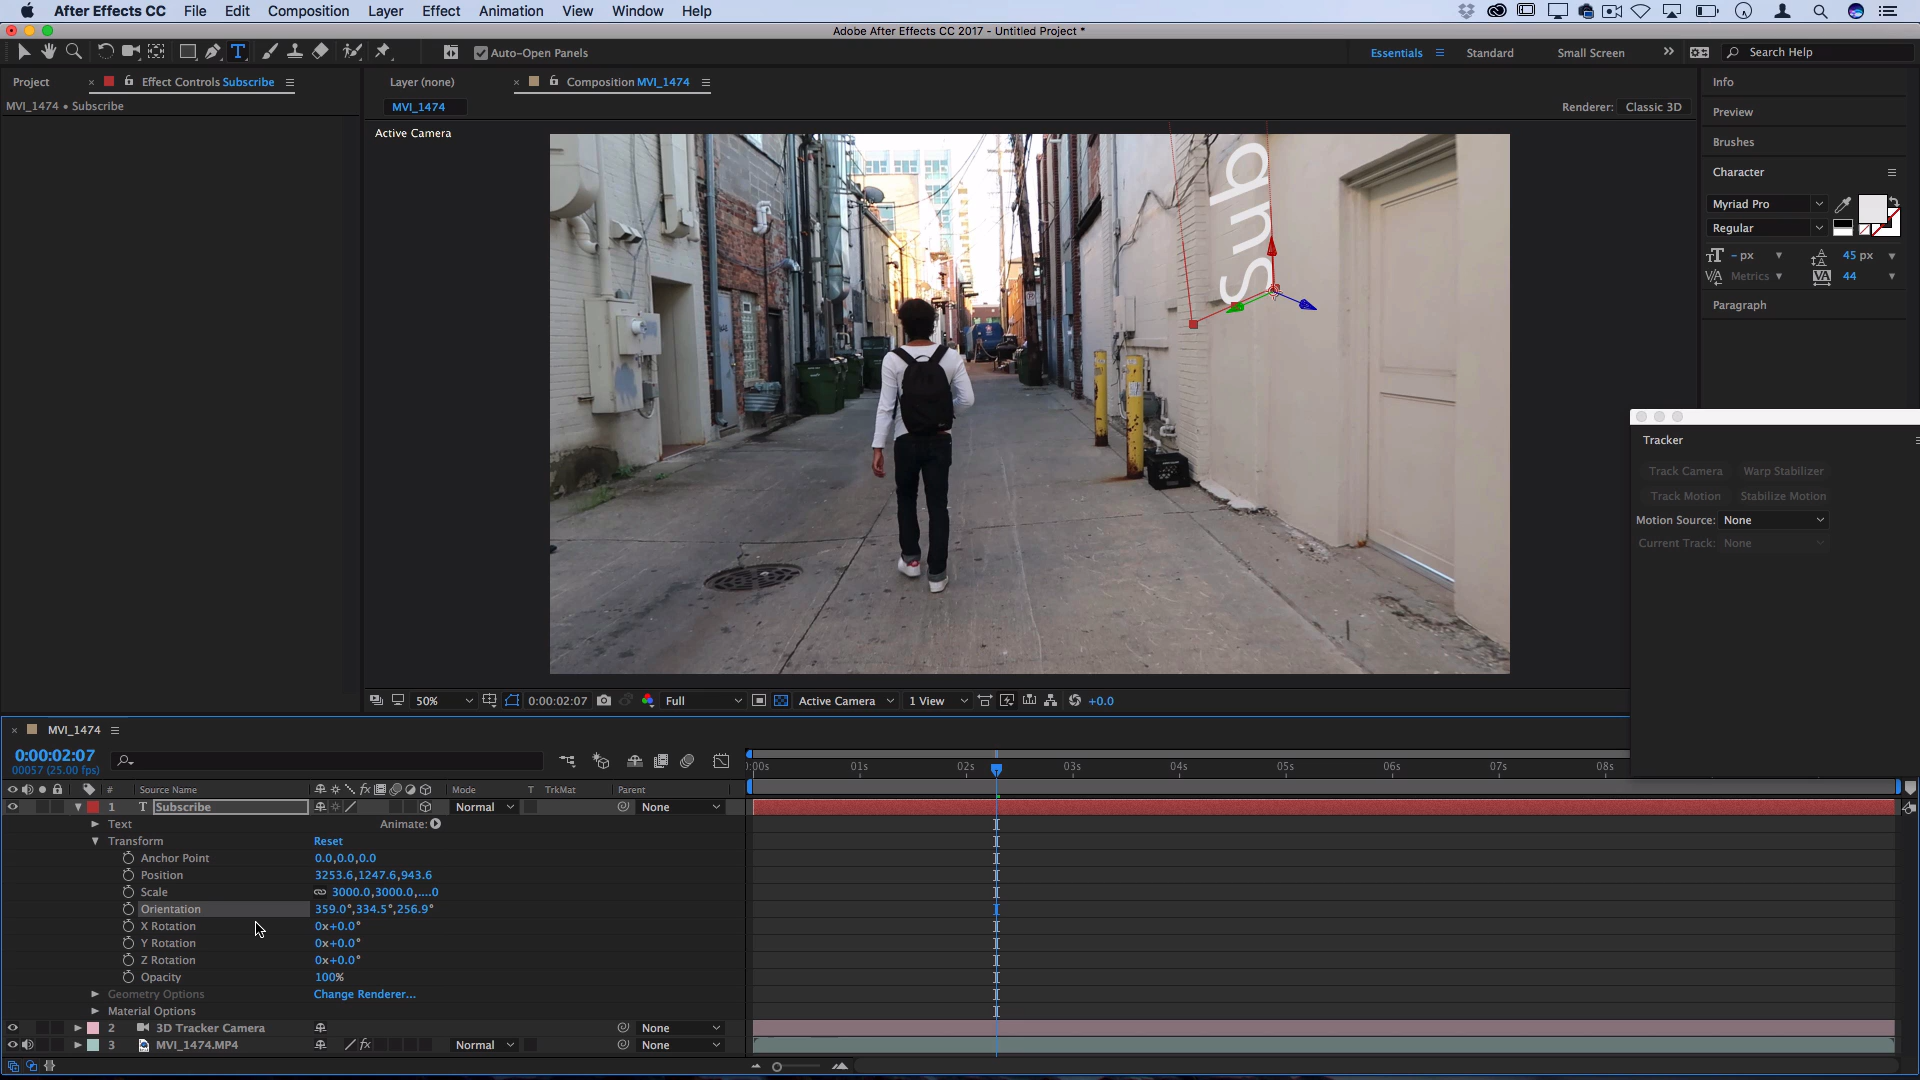 After Effects CC File Edit Composition Layer Effect Animation View Window Help
Adobe After Effects CC 2017 - Untitled Project *
T Auto-Open Panels Essentials Standard Small Screen Search Help
Project Effect Controls Subscribe Layer (none) Composition MVI_1474 Info
MVI_1474 • Subscribe MVI_1474 Renderer: Classic 3D
Preview
Active Camera
Brushes
Character
Myriad Pro
Regular
- px 45 px
Metrics 44
Paragraph
Sub
Tracker
Track Camera Warp Stabilizer
Track Motion Stabilize Motion
Motion Source: None
Current Track: None
50% 0:00:02:07 Full Active Camera 1 View +0.0
MVI_1474
0:00:02:07
00057 (25.00 fps)
:00s 01s 02s 03s 04s 05s 06s 07s 08s
# Source Name Mode T TrkMat Parent
1 T Subscribe Normal None
Text Animate:
Transform Reset
Anchor Point 0.0,0.0,0.0
Position 3253.6,1247.6,943.6
Scale 3000.0,3000.0,....0
Orientation 359.0°,334.5°,256.9°
X Rotation 0x+0.0°
Y Rotation 0x+0.0°
Z Rotation 0x+0.0°
Opacity 100%
Geometry Options Change Renderer...
Material Options
2 3D Tracker Camera None
3 MVI_1474.MP4 Normal None